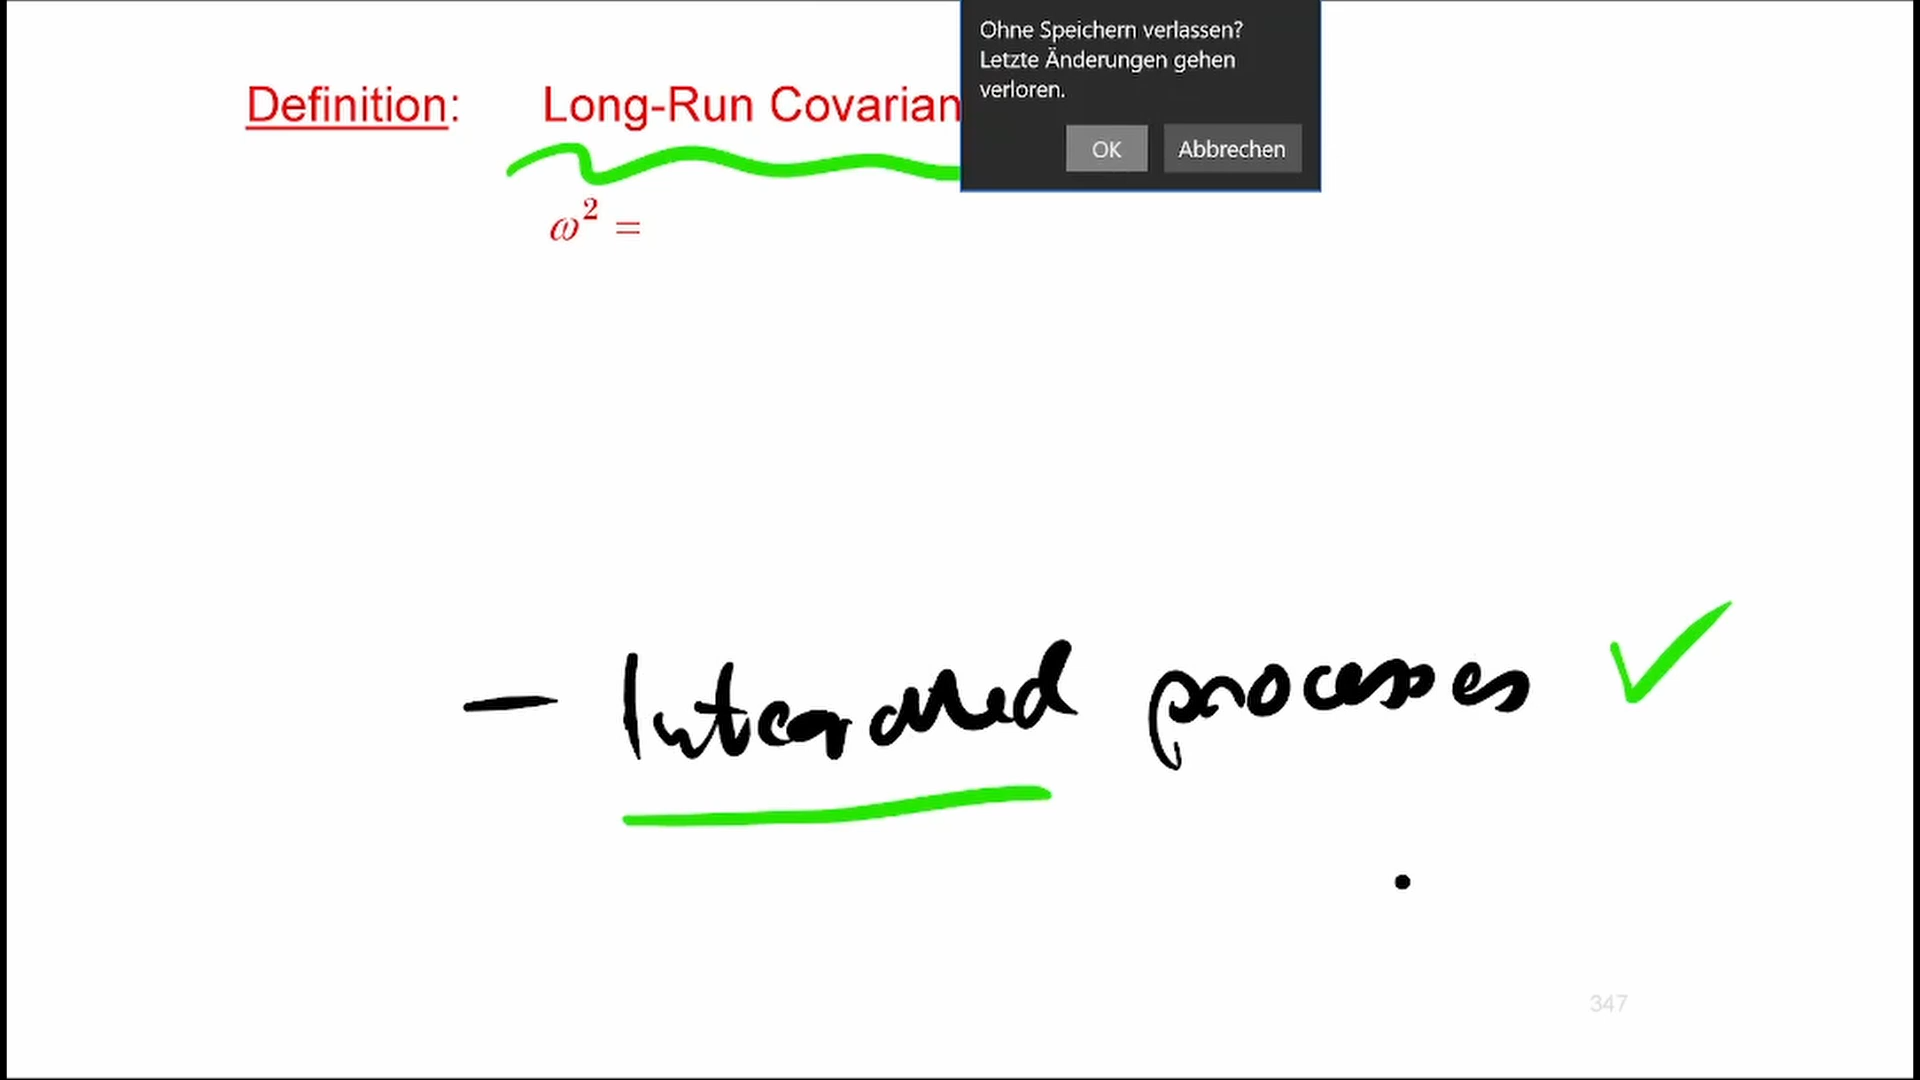 Ohne Speichern verlassen?
Letzte Änderungen gehen
verloren.
OK Abbrechen
Definition: Long-Run Covarian
ω² =
– Integrated processes ✓
347